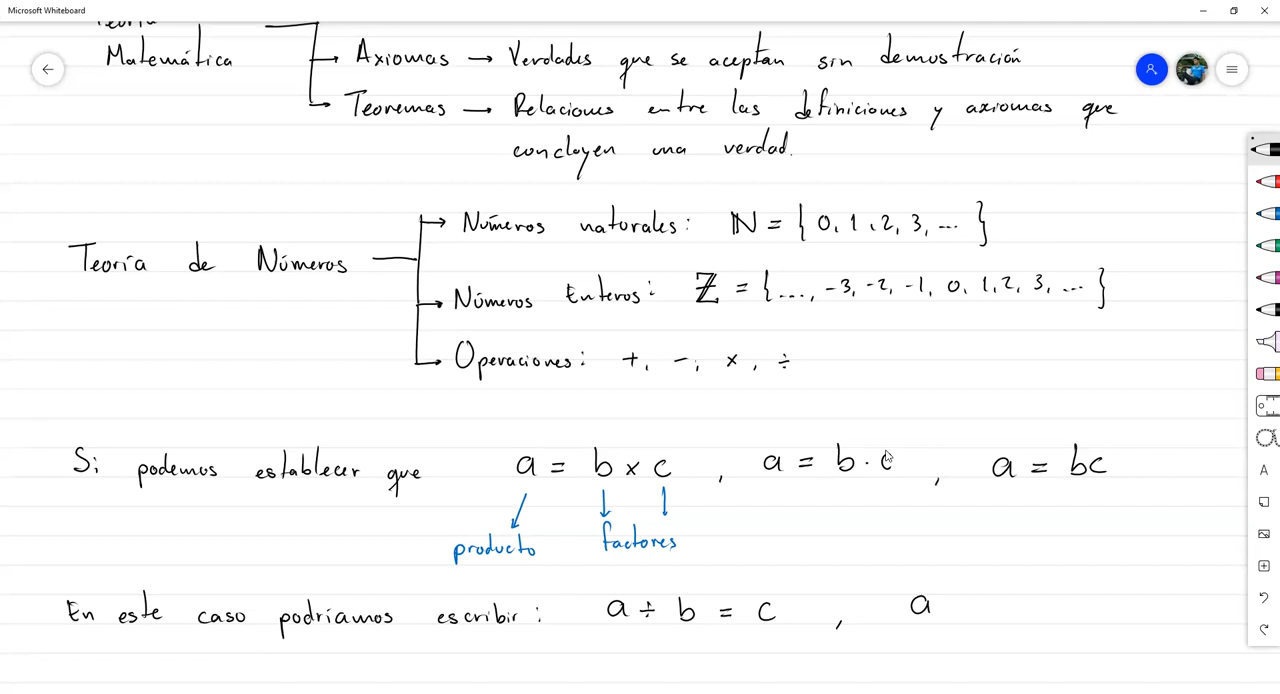 Microsoft Whiteboard
Teoría
Matemática
Axiomas → Verdades que se aceptan sin demostración
Teoremas → Relaciones entre las definiciones y axiomas que
concluyen una verdad.
Números naturales: ℕ = { 0, 1, 2, 3, ... }
Teoría de Números
Números Enteros: ℤ = { ..., -3, -2, -1, 0, 1, 2, 3, ... }
Operaciones: +, -, ×, ÷
Si podemos establecer que a = b × c , a = b · c , a = bc
producto factores
En este caso podríamos escribir: a ÷ b = c , a
A